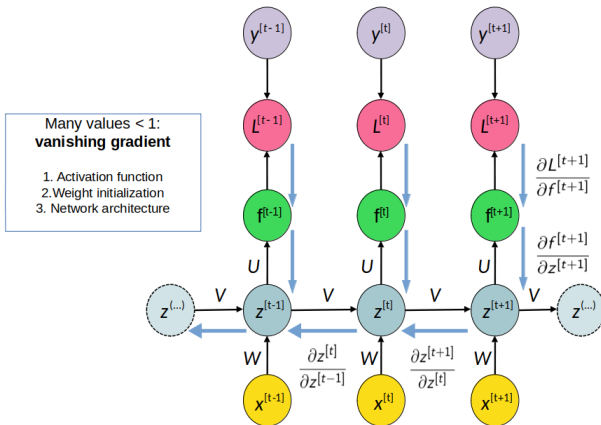 y[t-1] y[t] y[t+1]
Many values < 1:
vanishing gradient
1. Activation function
2.Weight initialization
3. Network architecture
L[t-1] L[t] L[t+1]
∂L[t+1]
∂f[t+1]
f[t-1] f[t] f[t+1]
∂f[t+1]
∂z[t+1]
U U U
V V V V
z(...) z[t-1] z[t] z[t+1] z(...)
W W W
∂z[t]
∂z[t-1]
∂z[t+1]
∂z[t]
x[t-1] x[t] x[t+1]